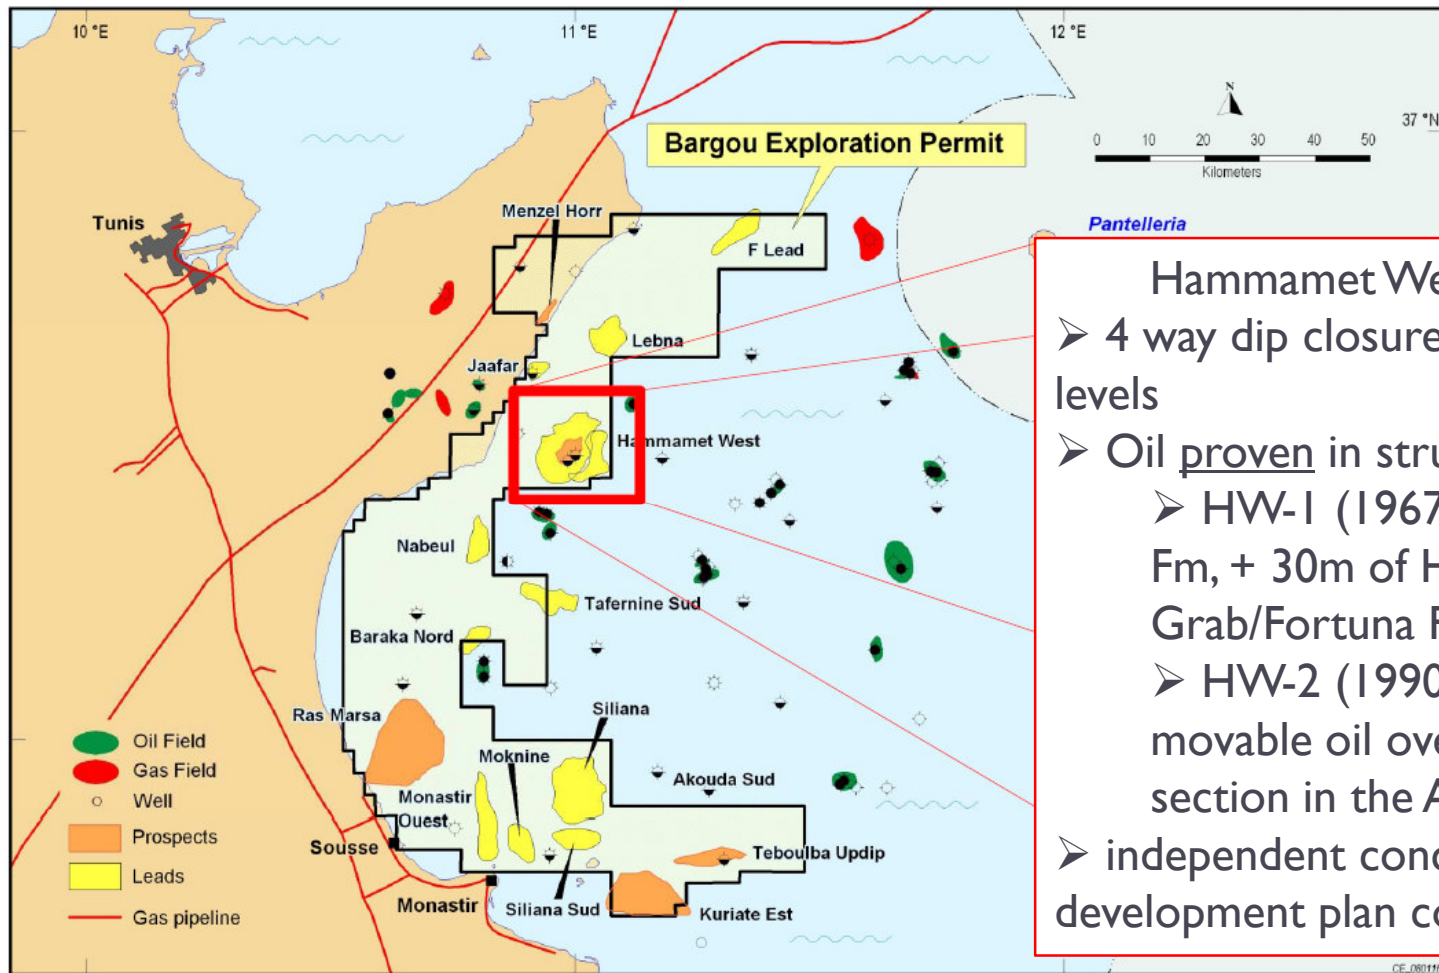 10 °E
11 °E
12 °E
37 °N
N
0 10 20 30 40 50
Kilometers
Bargou Exploration Permit
Tunis
Menzel Horr
F Lead
Pantelleria
Lebna
Jaafar
Hammamet West
Nabeul
Tafernine Sud
Baraka Nord
Ras Marsa
Siliana
Moknine
Akouda Sud
Monastir
Ouest
Sousse
Teboulba Updip
Monastir
Siliana Sud
Kuriate Est
Oil Field
Gas Field
Well
Prospects
Leads
Gas pipeline
Hammamet We
➢ 4 way dip closure
levels
➢ Oil proven in stru
➢ HW-1 (1967
Fm, + 30m of H
Grab/Fortuna F
➢ HW-2 (1990
movable oil ove
section in the A
➢ independent cond
development plan co